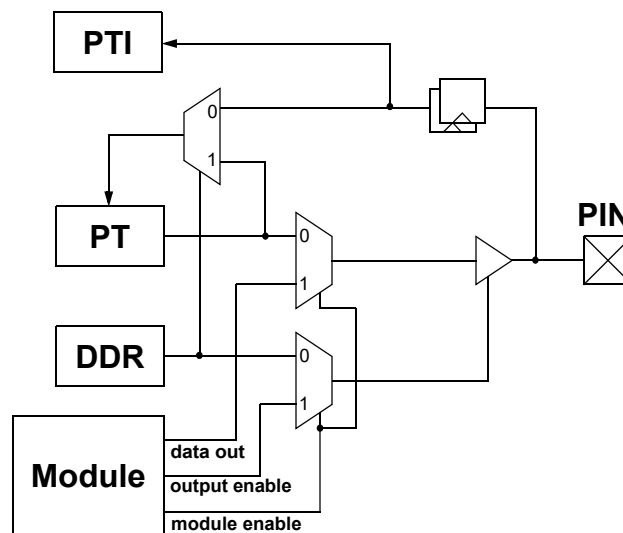 PTI
0
1
PT
PIN
0
1
DDR
0
1
Module
data out
output enable
module enable